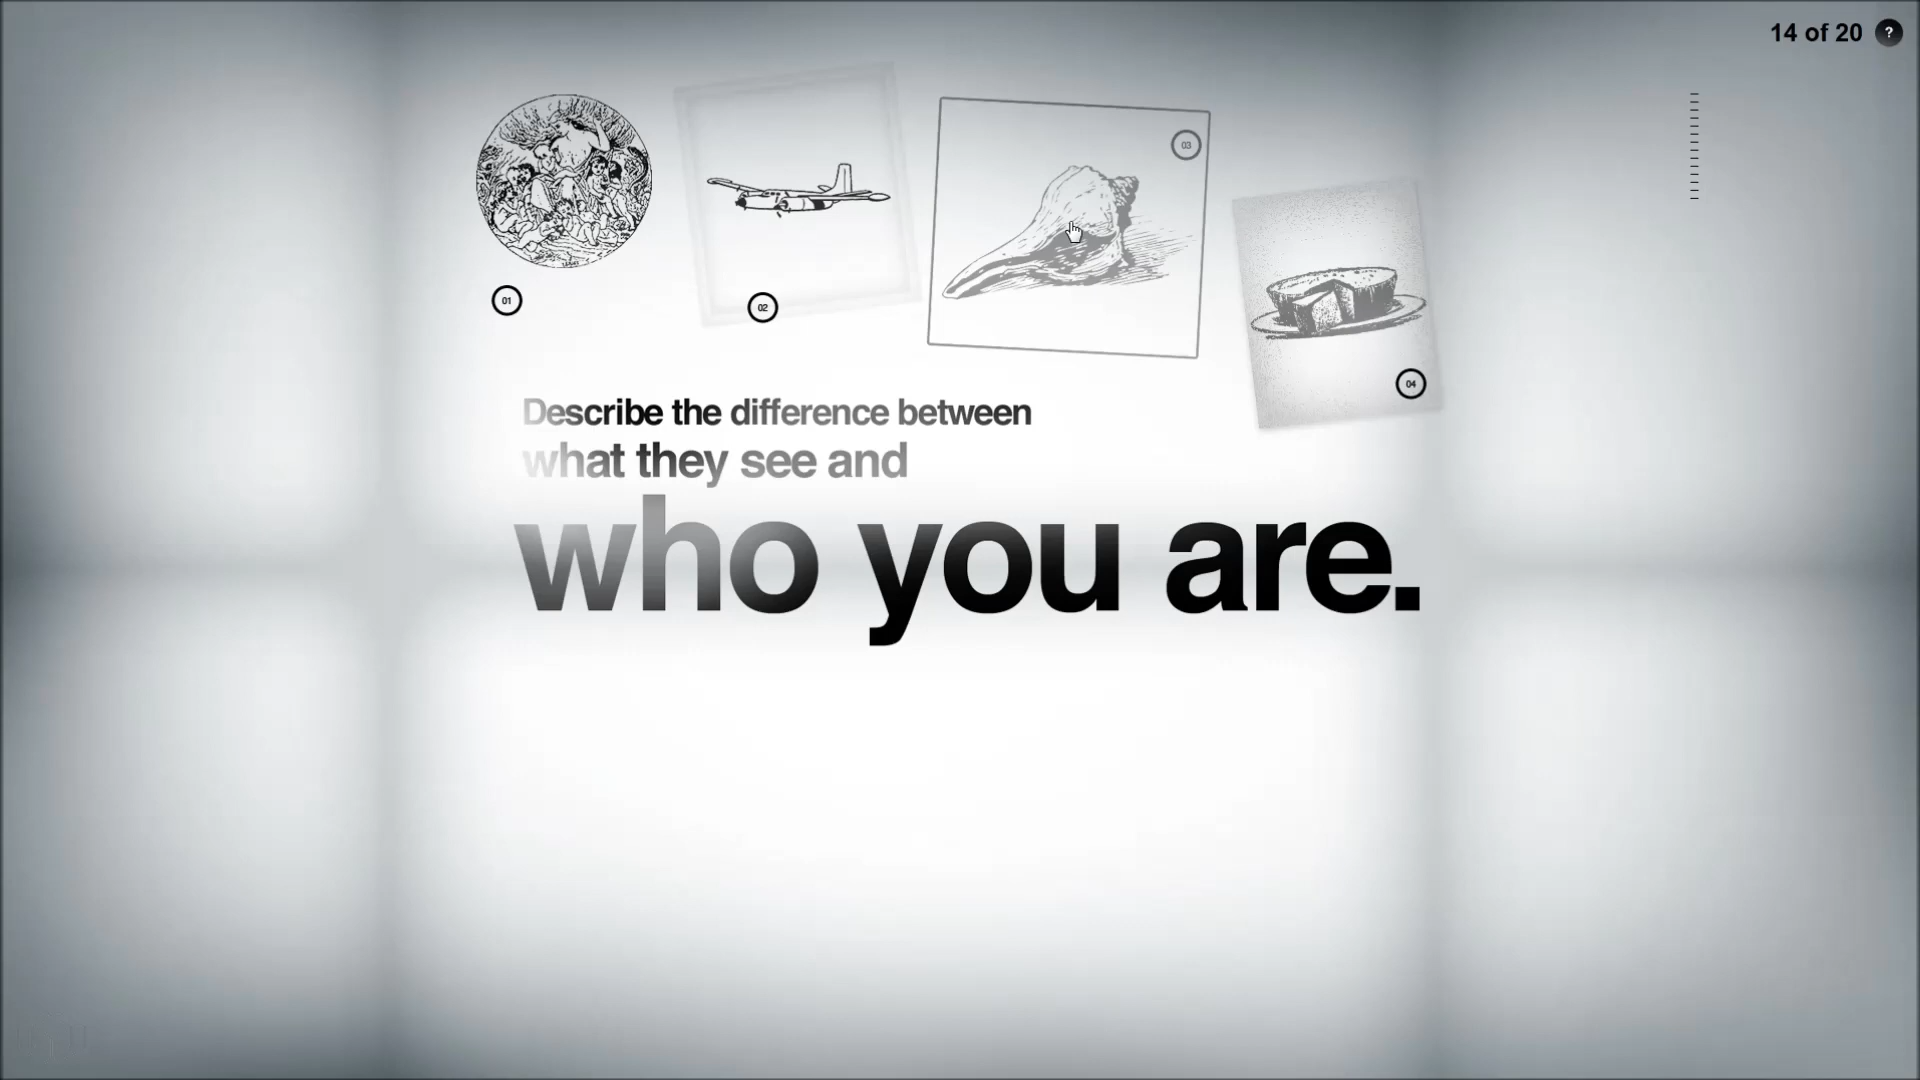 14 of 20 ?
01
02
03
04
Describe the difference between
what they see and
who you are.